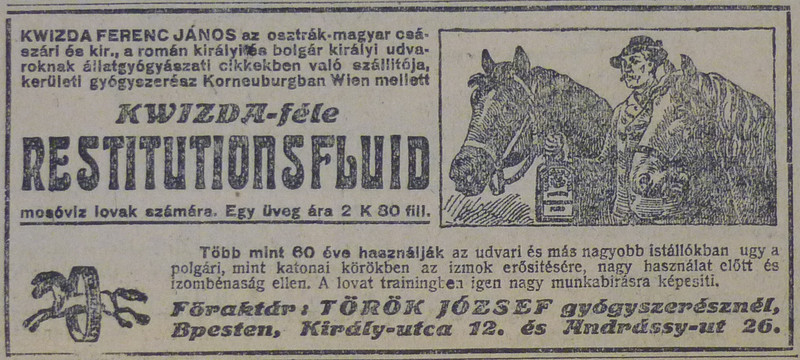 KWIZDA FERENC JÁNOS az osztrák-magyar csá-
szári és kir., a román királyi és bolgár királyi udva-
roknak állatgyógyászati cikkekben való szállitója,
kerületi gyógyszerész Korneuburgban Wien mellett
KWIZDA-féle
RESTITUTIONSFLUID
mosóviz lovak számára. Egy üveg ára 2 K 80 fill.
Több mint 60 éve használják az udvari és más nagyobb istállókban ugy a
polgári, mint katonai körökben az izmok erősitésére, nagy használat előtt és
izombénaság ellen. A lovat trainingben igen nagy munkabirásra képesiti.
Főraktár: TÖRÖK JÓZSEF gyógyszerésznél,
Bpesten, Király-utca 12. és Andrássy-ut 26.